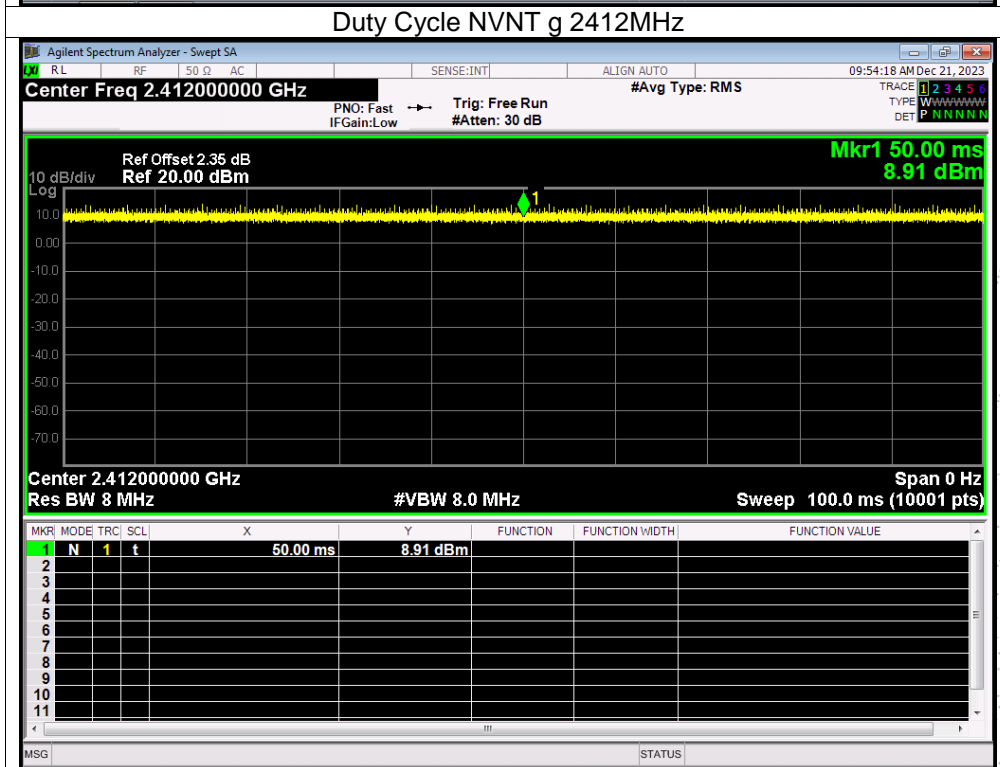 Duty Cycle NVNT g 2412MHz
Agilent Spectrum Analyzer - Swept SA
LXI RL RF 50 Ω AC SENSE:INT ALIGN AUTO 09:54:18 AM Dec 21, 2023
Center Freq 2.412000000 GHz #Avg Type: RMS TRACE 1 2 3 4 5 6
PNO: Fast Trig: Free Run TYPE WWWWWWW
IFGain:Low #Atten: 30 dB DET P N N N N N
Mkr1 50.00 ms
8.91 dBm
Ref Offset 2.35 dB
10 dB/div Ref 20.00 dBm
Log
1
10.0
0.00
-10.0
-20.0
-30.0
-40.0
-50.0
-60.0
-70.0
Center 2.412000000 GHz Span 0 Hz
Res BW 8 MHz #VBW 8.0 MHz Sweep 100.0 ms (10001 pts)
MKR MODE TRC SCL X Y FUNCTION FUNCTION WIDTH FUNCTION VALUE
1 N 1 t 50.00 ms 8.91 dBm
2
3
4
5
6
7
8
9
10
11
MSG STATUS